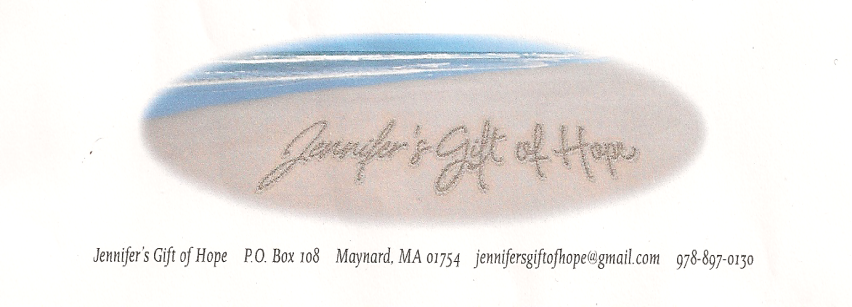 Jennifer's Gift of Hope
Jennifer's Gift of Hope P.O. Box 108 Maynard, MA 01754 jennifersgiftofhope@gmail.com 978-897-0130